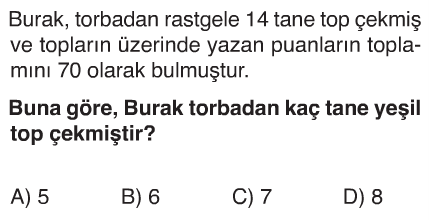 Burak, torbadan rastgele 14 tane top çekmiş
ve topların üzerinde yazan puanların topla-
mını 70 olarak bulmuştur.
Buna göre, Burak torbadan kaç tane yeşil
top çekmiştir?
A) 5 B) 6 C) 7 D) 8